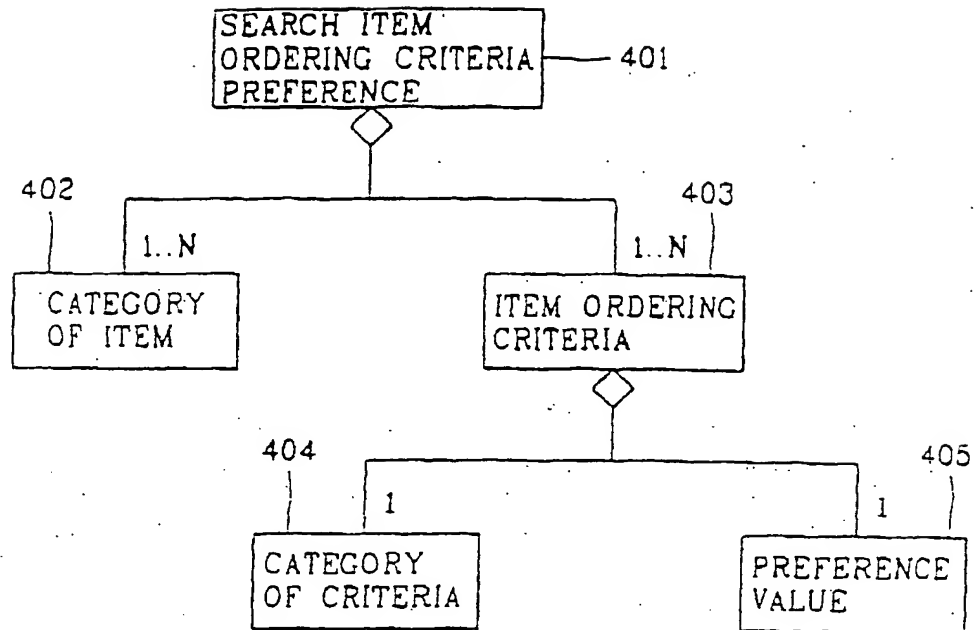 SEARCH ITEM
ORDERING CRITERIA
PREFERENCE
401
402
403
1..N
1..N
CATEGORY
OF ITEM
ITEM ORDERING
CRITERIA
404
405
1
1
CATEGORY
OF CRITERIA
PREFERENCE
VALUE